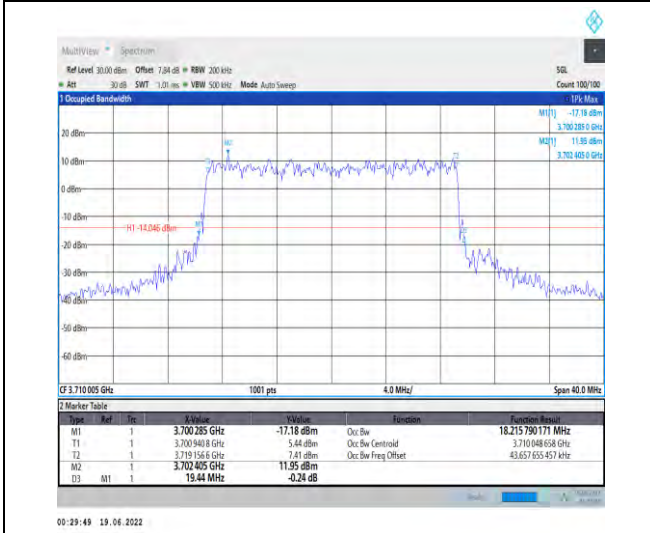 MultiView Spectrum
Ref Level 30.00 dBm Offset 7.84 dB RBW 200 kHz SGL
Att 30 dB SWT 1.01 ms VBW 500 kHz Mode Auto Sweep Count 100/100
1 Occupied Bandwidth 1Pk Max
M1[1] -17.18 dBm
3.700 285 0 GHz
M2[1] 11.95 dBm
3.702 405 0 GHz
20 dBm
M2
10 dBm
0 dBm
-10 dBm
H1 -14.046 dBm
-20 dBm
-30 dBm
-40 dBm
-50 dBm
-60 dBm
CF 3.710 005 GHz 1001 pts 4.0 MHz/ Span 40.0 MHz
2 Marker Table
Type Ref Trc X-Value Y-Value Function Function Result
M1 1 3.700 285 GHz -17.18 dBm Occ Bw 18.215 790 171 MHz
T1 1 3.700 940 8 GHz 5.44 dBm Occ Bw Centroid 3.710 048 658 GHz
T2 1 3.719 156 6 GHz 7.41 dBm Occ Bw Freq Offset 43.657 655 457 kHz
M2 1 3.702 405 GHz 11.95 dBm
D3 M1 1 19.44 MHz -0.24 dB
00:29:49 19.06.2022